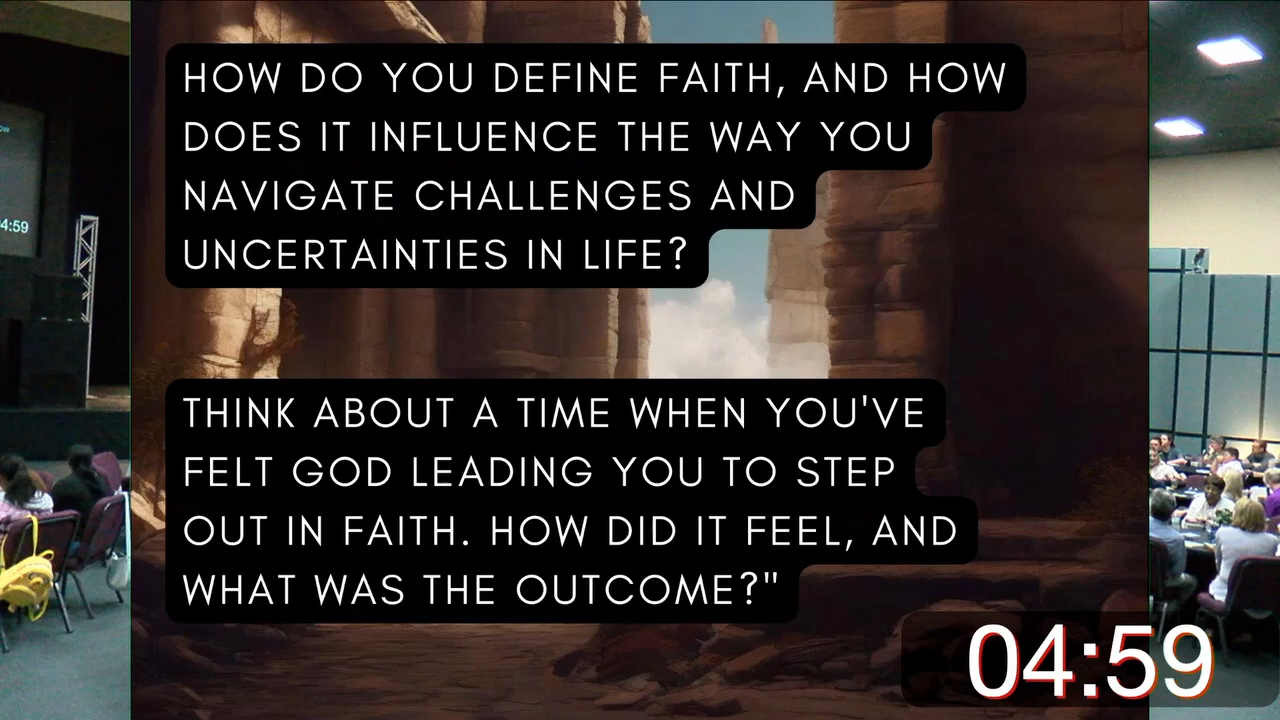 HOW DO YOU DEFINE FAITH, AND HOW
DOES IT INFLUENCE THE WAY YOU
NAVIGATE CHALLENGES AND
UNCERTAINTIES IN LIFE?
THINK ABOUT A TIME WHEN YOU'VE
FELT GOD LEADING YOU TO STEP
OUT IN FAITH. HOW DID IT FEEL, AND
WHAT WAS THE OUTCOME?"
04:59
4:59